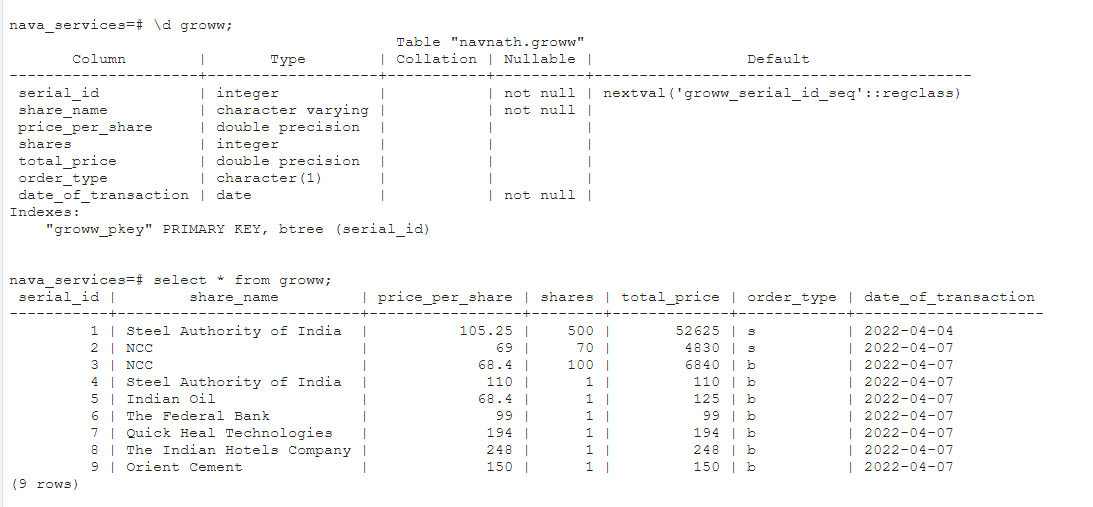 nava_services=# \d groww;
                                           Table "navnath.groww"
       Column        |       Type        | Collation | Nullable |                 Default
---------------------+-------------------+-----------+----------+------------------------------------------
 serial_id           | integer           |           | not null | nextval('groww_serial_id_seq'::regclass)
 share_name          | character varying |           | not null |
 price_per_share     | double precision  |           |          |
 shares              | integer           |           |          |
 total_price         | double precision  |           |          |
 order_type          | character(1)      |           |          |
 date_of_transaction | date              |           | not null |
Indexes:
    "groww_pkey" PRIMARY KEY, btree (serial_id)
nava_services=# select * from groww;
 serial_id |        share_name         | price_per_share | shares | total_price | order_type | date_of_transaction
-----------+---------------------------+-----------------+--------+-------------+------------+---------------------
         1 | Steel Authority of India  |          105.25 |    500 |       52625 | s          | 2022-04-04
         2 | NCC                       |              69 |     70 |        4830 | s          | 2022-04-07
         3 | NCC                       |            68.4 |    100 |        6840 | b          | 2022-04-07
         4 | Steel Authority of India  |             110 |      1 |         110 | b          | 2022-04-07
         5 | Indian Oil                |            68.4 |      1 |         125 | b          | 2022-04-07
         6 | The Federal Bank          |              99 |      1 |          99 | b          | 2022-04-07
         7 | Quick Heal Technologies   |             194 |      1 |         194 | b          | 2022-04-07
         8 | The Indian Hotels Company |             248 |      1 |         248 | b          | 2022-04-07
         9 | Orient Cement             |             150 |      1 |         150 | b          | 2022-04-07
(9 rows)